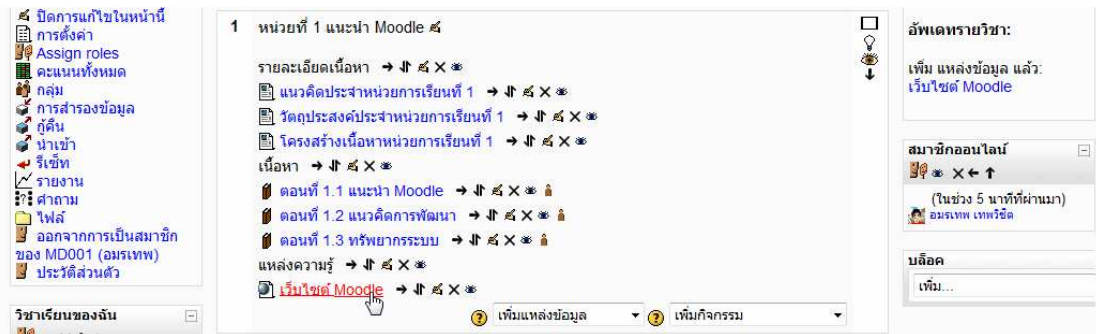 ปิดการแก้ไขในหน้านี้
การตั้งค่า
Assign roles
คะแนนทั้งหมด
กลุ่ม
การสำรองข้อมูล
กู้คืน
นำเข้า
รีเซ็ท
รายงาน
คำถาม
ไฟล์
ออกจากการเป็นสมาชิก
ของ MD001 (อมรเทพ)
ประวัติส่วนตัว
วิชาเรียนของฉัน
1 หน่วยที่ 1 แนะนำ Moodle
รายละเอียดเนื้อหา
แนวคิดประจำหน่วยการเรียนที่ 1
วัตถุประสงค์ประจำหน่วยการเรียนที่ 1
โครงสร้างเนื้อหาหน่วยการเรียนที่ 1
เนื้อหา
ตอนที่ 1.1 แนะนำ Moodle
ตอนที่ 1.2 แนวคิดการพัฒนา
ตอนที่ 1.3 ทรัพยากรระบบ
แหล่งความรู้
เว็บไซต์ Moodle
เพิ่มแหล่งข้อมูล
เพิ่มกิจกรรม
อัพเดทรายวิชา:
เพิ่ม แหล่งข้อมูล แล้ว:
เว็บไซต์ Moodle
สมาชิกออนไลน์
(ในช่วง 5 นาทีที่ผ่านมา)
อมรเทพ เทพวิชิต
บล็อค
เพิ่ม...